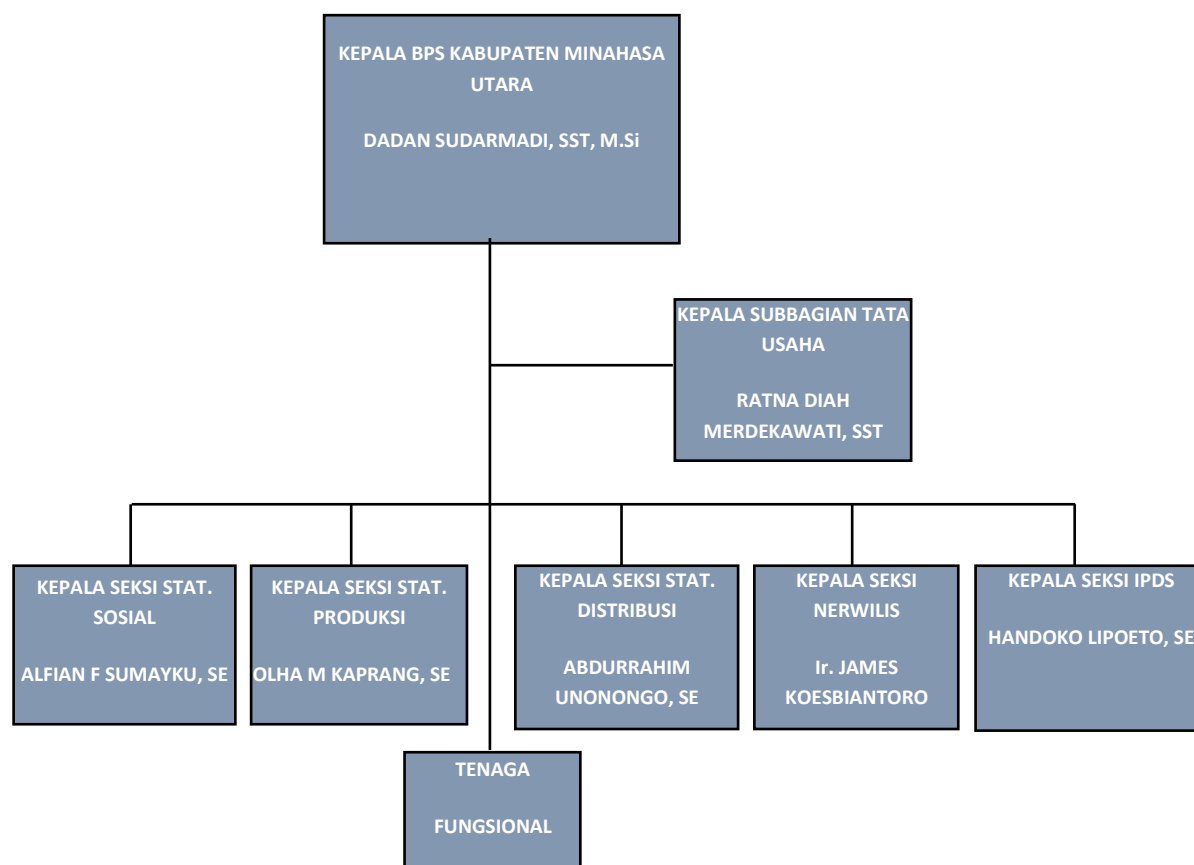 KEPALA BPS KABUPATEN MINAHASA
UTARA
DADAN SUDARMADI, SST, M.Si
KEPALA SUBBAGIAN TATA
USAHA
RATNA DIAH
MERDEKAWATI, SST
KEPALA SEKSI STAT.
SOSIAL
ALFIAN F SUMAYKU, SE
KEPALA SEKSI STAT.
PRODUKSI
OLHA M KAPRANG, SE
KEPALA SEKSI STAT.
DISTRIBUSI
ABDURRAHIM
UNONONGO, SE
KEPALA SEKSI
NERWILIS
Ir. JAMES
KOESBIANTORO
KEPALA SEKSI IPDS
HANDOKO LIPOETO, SE
TENAGA
FUNGSIONAL